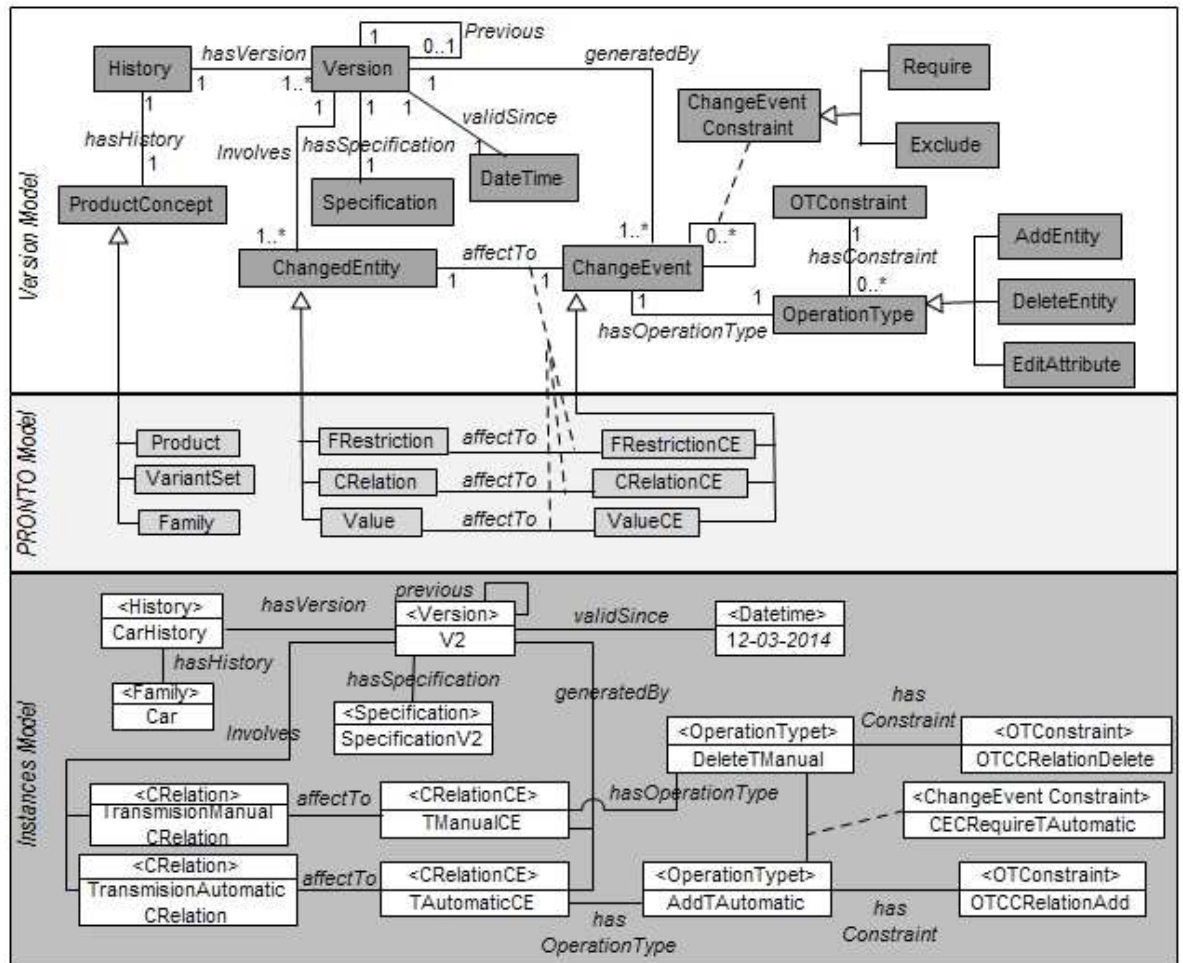 Version Model
Previous
1
0..1
hasVersion
generatedBy
History
Version
Require
1
1
1..*
1
ChangeEvent
Constraint
1
1
1
1
validSince
hasHistory
Involves
hasSpecification
Exclude
1
1
1
DateTime
ProductConcept
Specification
OTConstraint
1..*
1..*
0..*
1
AddEntity
affectTo
hasConstraint
ChangedEntity
ChangeEvent
0..*
1
1
1
1
DeleteEntity
OperationType
hasOperationType
EditAttribute
PRONTO Model
Product
FRestriction
affectTo
FRestrictionCE
VariantSet
CRelation
affectTo
CRelationCE
Family
Value
affectTo
ValueCE
Instances Model
previous
<History>
CarHistory
hasVersion
<Version>
V2
validSince
<Datetime>
12-03-2014
hasHistory
<Family>
Car
hasSpecification
generatedBy
<Specification>
SpecificationV2
Involves
<OperationTypet>
DeleteTManual
has
Constraint
<OTConstraint>
OTCCRelationDelete
<CRelation>
TransmisionManual
CRelation
affectTo
<CRelationCE>
TManualCE
hasOperationType
<ChangeEvent Constraint>
CECRequireTAutomatic
<CRelation>
TransmisionAutomatic
CRelation
affectTo
<CRelationCE>
TAutomaticCE
has
OperationType
<OperationTypet>
AddTAutomatic
has
Constraint
<OTConstraint>
OTCCRelationAdd